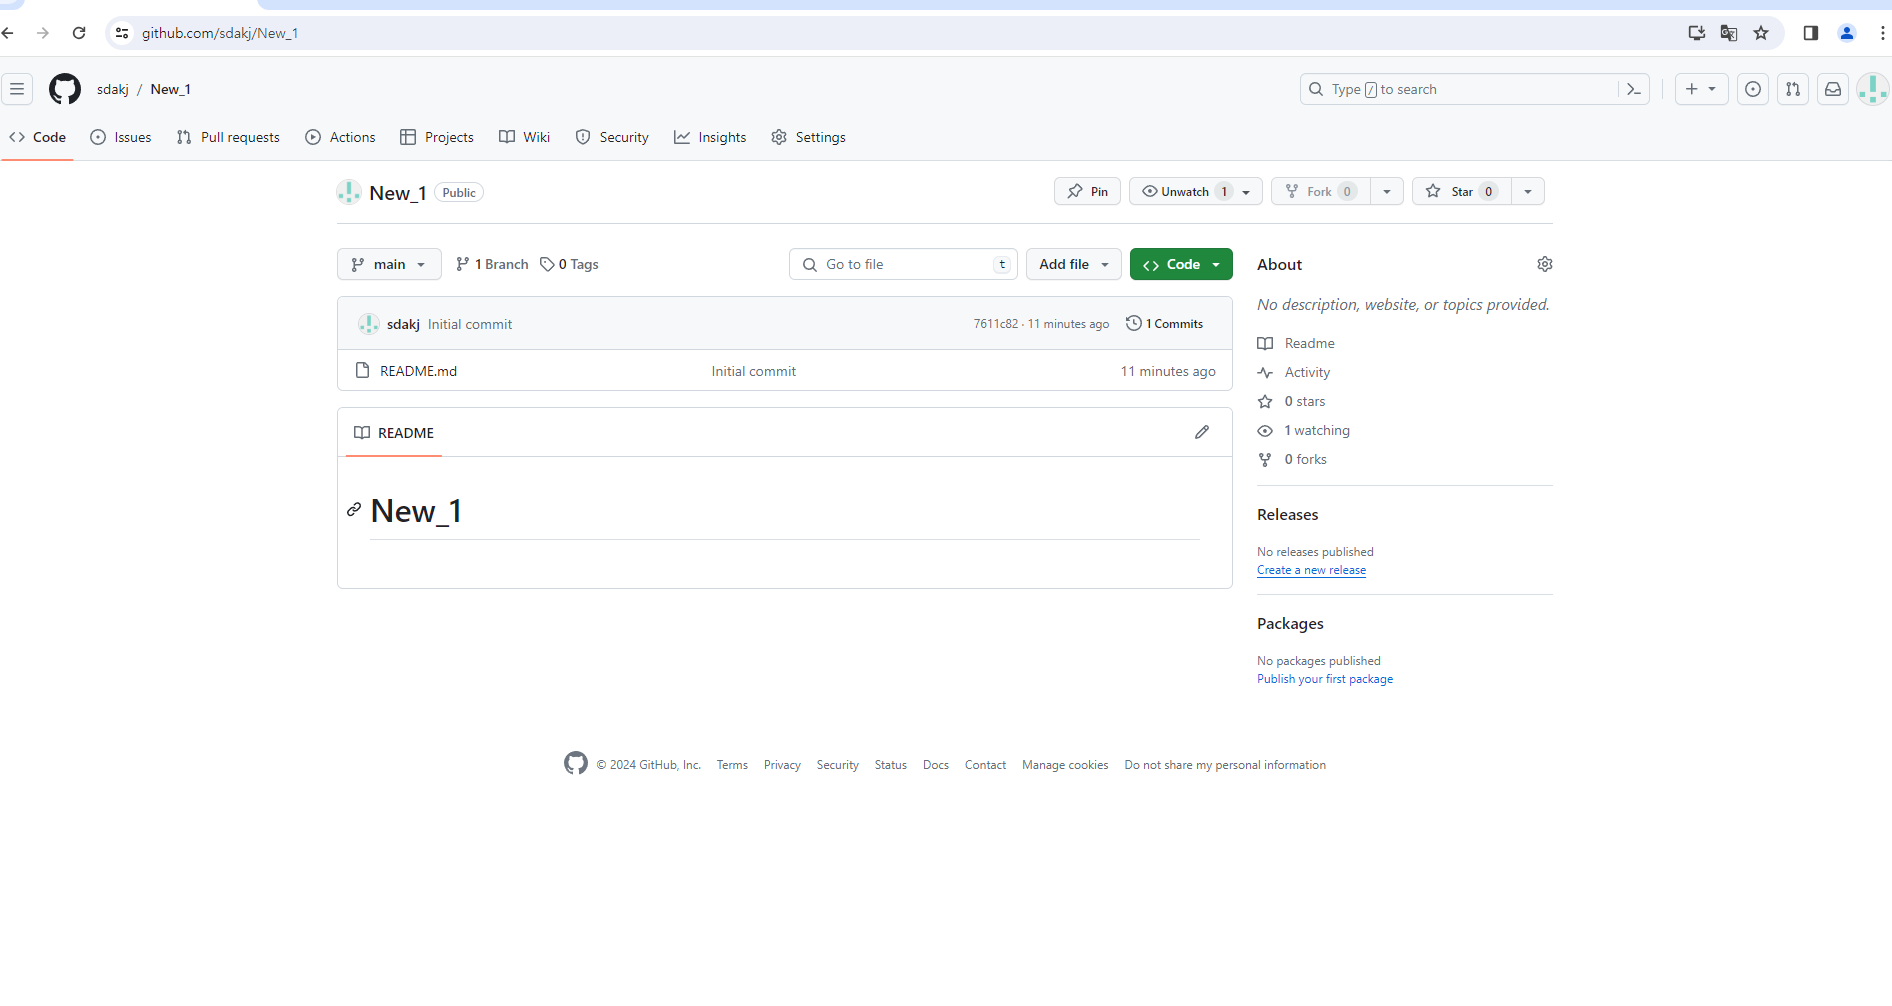 github.com/sdakj/New_1
sdakj / New_1
Type / to search
Code Issues Pull requests Actions Projects Wiki Security Insights Settings
New_1 Public
Pin Unwatch 1 Fork 0 Star 0
main 1 Branch 0 Tags Go to file t Add file Code
sdakj Initial commit 7611c82 · 11 minutes ago 1 Commits
README.md Initial commit 11 minutes ago
README
New_1
About
No description, website, or topics provided.
Readme
Activity
0 stars
1 watching
0 forks
Releases
No releases published
Create a new release
Packages
No packages published
Publish your first package
© 2024 GitHub, Inc. Terms Privacy Security Status Docs Contact Manage cookies Do not share my personal information